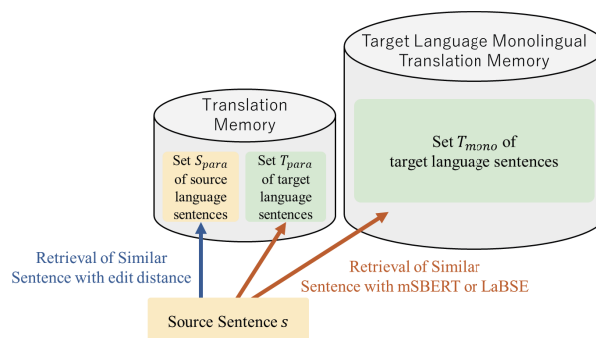 Target Language Monolingual
Translation Memory
Translation
Memory
Set T_mono of
target language sentences
Set S_para
of source
language
sentences
Set T_para
of target
language
sentences
Retrieval of Similar
Sentence with edit distance
Retrieval of Similar
Sentence with mSBERT or LaBSE
Source Sentence s